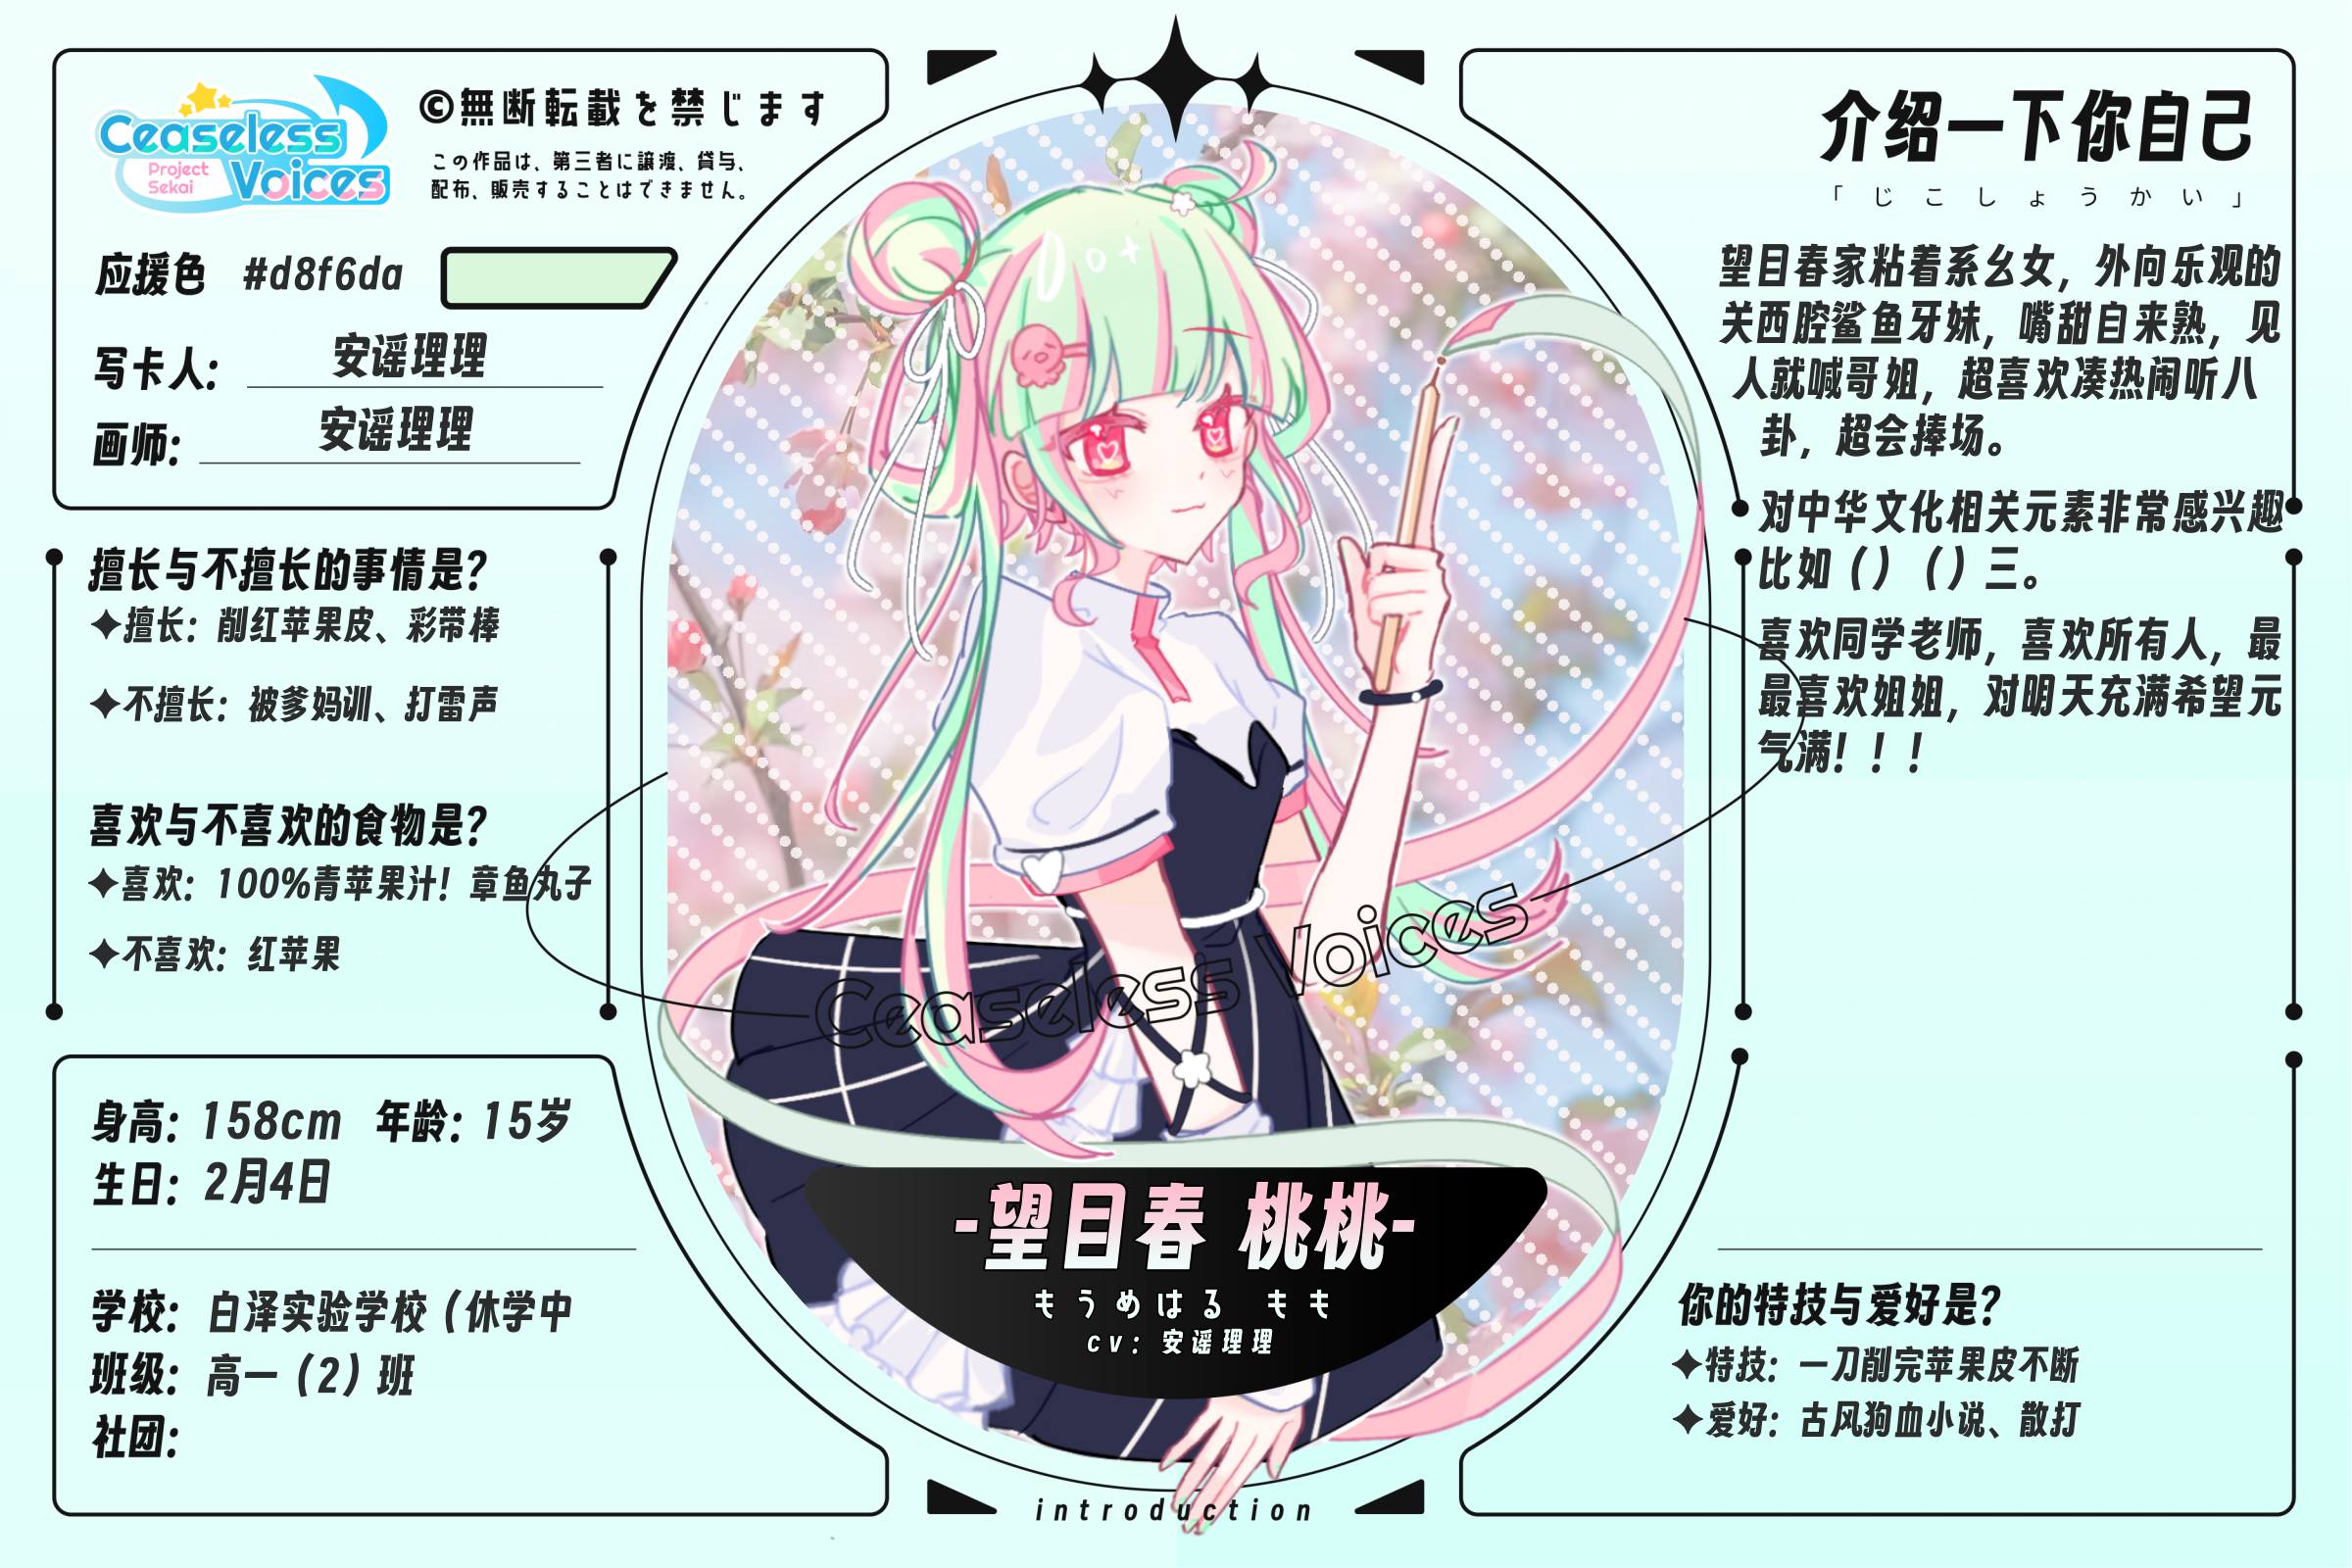 Ceaseless
Project
Sekai
Voices
©無断転載を禁じます
この作品は、第三者に譲渡、貸与、
配布、販売することはできません。
应援色 #d8f6da
写卡人: 安谣理理
画师: 安谣理理
擅长与不擅长的事情是?
✦擅长: 削红苹果皮、彩带棒
✦不擅长: 被爹妈训、打雷声
喜欢与不喜欢的食物是?
✦喜欢: 100%青苹果汁! 章鱼丸子
✦不喜欢: 红苹果
身高: 158cm 年龄: 15岁
生日: 2月4日
学校: 白泽实验学校（休学中
班级: 高一（2）班
社团:
Ceaseless Voices
-望目春 桃桃-
もうめはる もも
cv: 安谣理理
introduction
介绍一下你自己
「じこしょうかい」
望目春家粘着系幺女，外向乐观的
关西腔鲨鱼牙妹，嘴甜自来熟，见
人就喊哥姐，超喜欢凑热闹听八
卦，超会捧场。
对中华文化相关元素非常感兴趣
比如（）（）三。
喜欢同学老师，喜欢所有人，最
最喜欢姐姐，对明天充满希望元
气满！！！
你的特技与爱好是?
✦特技: 一刀削完苹果皮不断
✦爱好: 古风狗血小说、散打